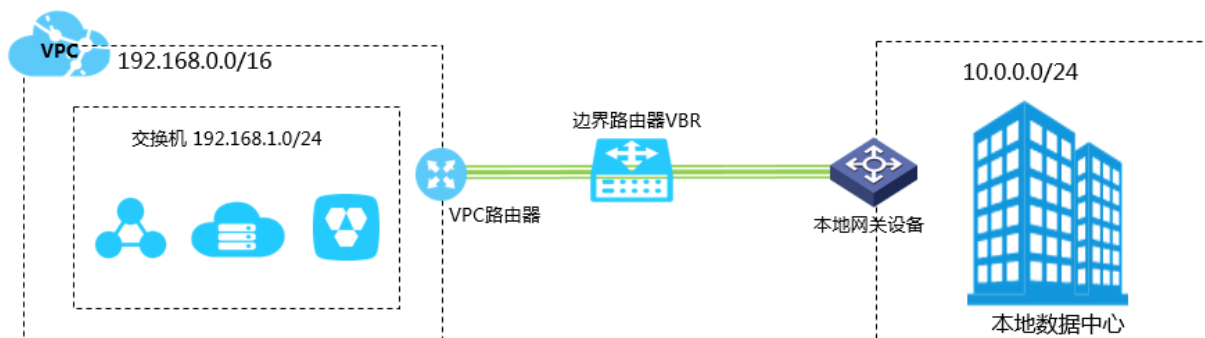 VPC
192.168.0.0/16
交换机 192.168.1.0/24
VPC路由器
边界路由器VBR
本地网关设备
10.0.0.0/24
本地数据中心